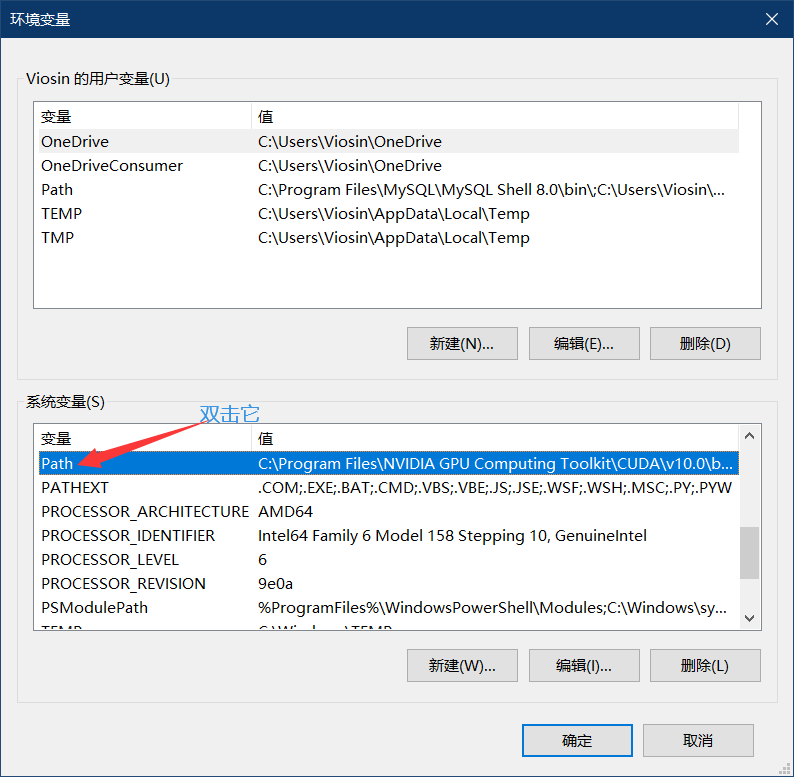 环境变量
Viosin 的用户变量(U)
变量 值
OneDrive C:\Users\Viosin\OneDrive
OneDriveConsumer C:\Users\Viosin\OneDrive
Path C:\Program Files\MySQL\MySQL Shell 8.0\bin\;C:\Users\Viosin\...
TEMP C:\Users\Viosin\AppData\Local\Temp
TMP C:\Users\Viosin\AppData\Local\Temp
新建(N)... 编辑(E)... 删除(D)
系统变量(S)
双击它
变量 值
Path C:\Program Files\NVIDIA GPU Computing Toolkit\CUDA\v10.0\b...
PATHEXT .COM;.EXE;.BAT;.CMD;.VBS;.VBE;.JS;.JSE;.WSF;.WSH;.MSC;.PY;.PYW
PROCESSOR_ARCHITECTURE AMD64
PROCESSOR_IDENTIFIER Intel64 Family 6 Model 158 Stepping 10, GenuineIntel
PROCESSOR_LEVEL 6
PROCESSOR_REVISION 9e0a
PSModulePath %ProgramFiles%\WindowsPowerShell\Modules;C:\Windows\sy...
TEMP C:\Windows\TEMP
新建(W)... 编辑(I)... 删除(L)
确定 取消